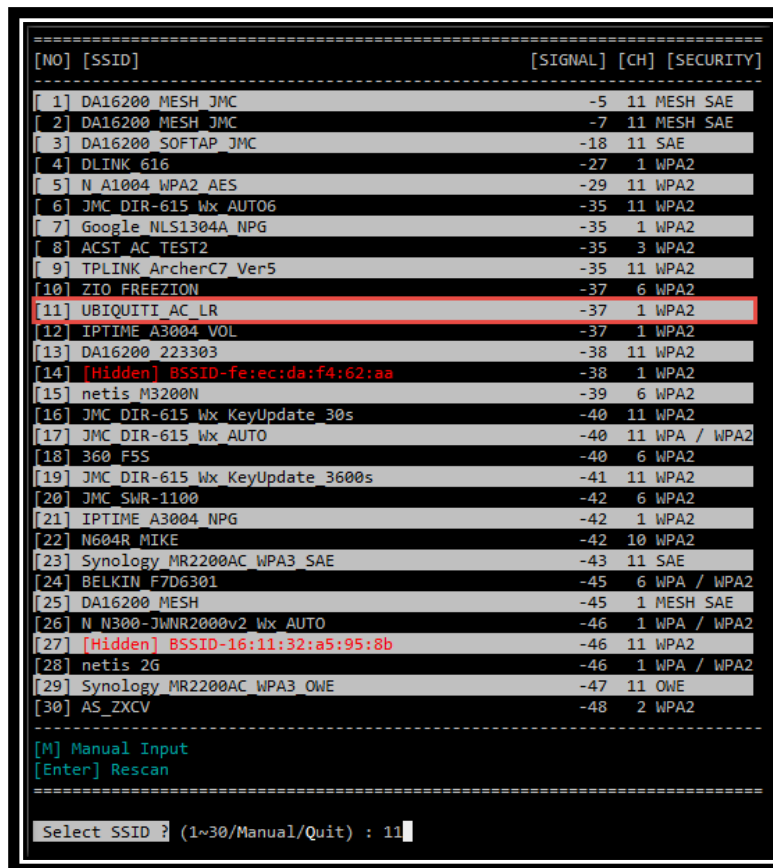 ==========================================================================
[NO] [SSID] [SIGNAL] [CH] [SECURITY]
--------------------------------------------------------------------------
[ 1] DA16200_MESH_JMC -5 11 MESH SAE
[ 2] DA16200_MESH_JMC -7 11 MESH SAE
[ 3] DA16200_SOFTAP_JMC -18 11 SAE
[ 4] DLINK_616 -27 1 WPA2
[ 5] N_A1004_WPA2_AES -29 11 WPA2
[ 6] JMC_DIR-615_Wx_AUTO6 -35 11 WPA2
[ 7] Google_NLS1304A_NPG -35 1 WPA2
[ 8] ACST_AC_TEST2 -35 3 WPA2
[ 9] TPLINK_ArcherC7_Ver5 -35 11 WPA2
[10] ZIO_FREEZION -37 6 WPA2
[11] UBIQUITI_AC_LR -37 1 WPA2
[12] IPTIME_A3004_VOL -37 1 WPA2
[13] DA16200_223303 -38 11 WPA2
[14] [Hidden] BSSID-fe:ec:da:f4:62:aa -38 1 WPA2
[15] netis_M3200N -39 6 WPA2
[16] JMC_DIR-615_Wx_KeyUpdate_30s -40 11 WPA2
[17] JMC_DIR-615_Wx_AUTO -40 11 WPA / WPA2
[18] 360_F5S -40 6 WPA2
[19] JMC_DIR-615_Wx_KeyUpdate_3600s -41 11 WPA2
[20] JMC_SWR-1100 -42 6 WPA2
[21] IPTIME_A3004_NPG -42 1 WPA2
[22] N604R_MIKE -42 10 WPA2
[23] Synology_MR2200AC_WPA3_SAE -43 11 SAE
[24] BELKIN_F7D6301 -45 6 WPA / WPA2
[25] DA16200_MESH -45 1 MESH SAE
[26] N_N300-JWNR2000v2_Wx_AUTO -46 1 WPA / WPA2
[27] [Hidden] BSSID-16:11:32:a5:95:8b -46 11 WPA2
[28] netis_2G -46 1 WPA / WPA2
[29] Synology_MR2200AC_WPA3_OWE -47 11 OWE
[30] AS_ZXCV -48 2 WPA2
--------------------------------------------------------------------------
[M] Manual Input
[Enter] Rescan
==========================================================================
Select SSID ? (1~30/Manual/Quit) : 11